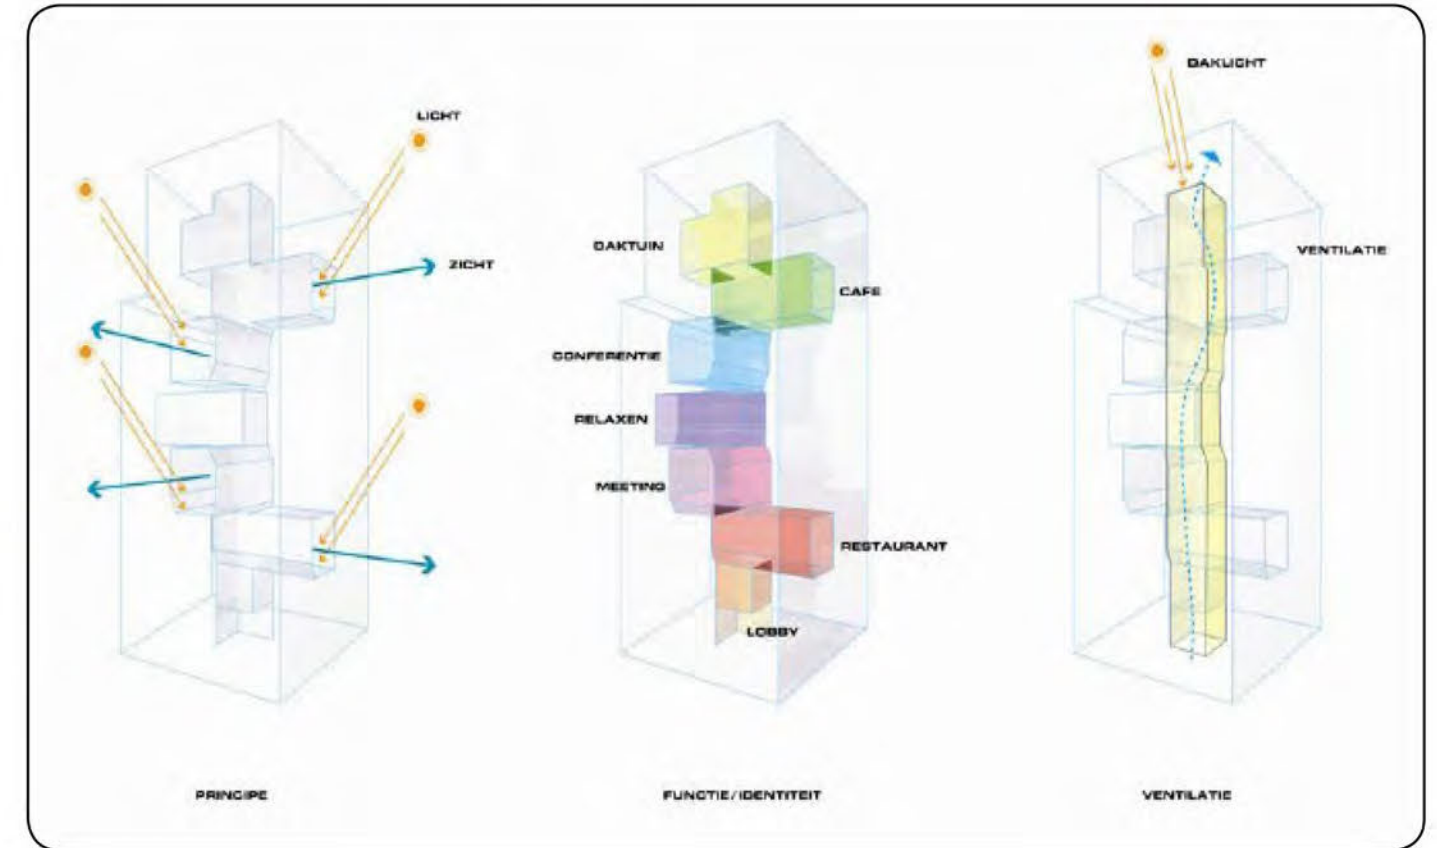 LICHT
ZICHT
PRINCIPE
DAKTUIN
CAFE
CONFERENTIE
RELAXEN
MEETING
RESTAURANT
LOBBY
FUNCTIE/IDENTITEIT
DAKLICHT
VENTILATIE
VENTILATIE